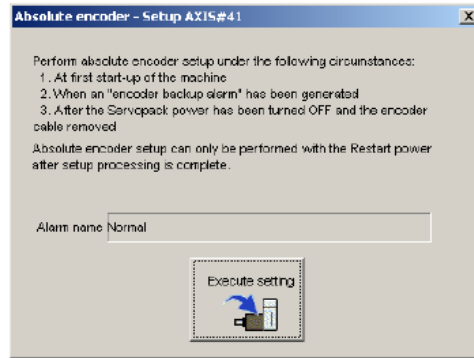 Absolute encoder - Setup AXIS#41
Perform absolute encoder setup under the following circumstances:
1. At first start-up of the machine
2. When an "encoder backup alarm" has been generated
3. After the Servopack power has been turned OFF and the encoder
cable removed
Absolute encoder setup can only be performed with the Restart power
after setup processing is complete.
Alarm name Normal
Execute setting